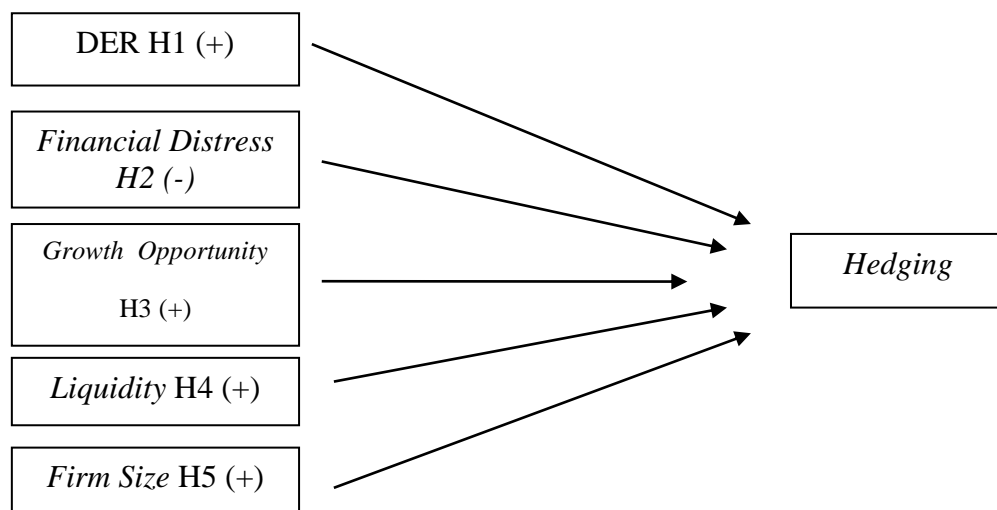 DER H1 (+)
Financial Distress
H2 (-)
Growth Opportunity
H3 (+)
Liquidity H4 (+)
Firm Size H5 (+)
Hedging